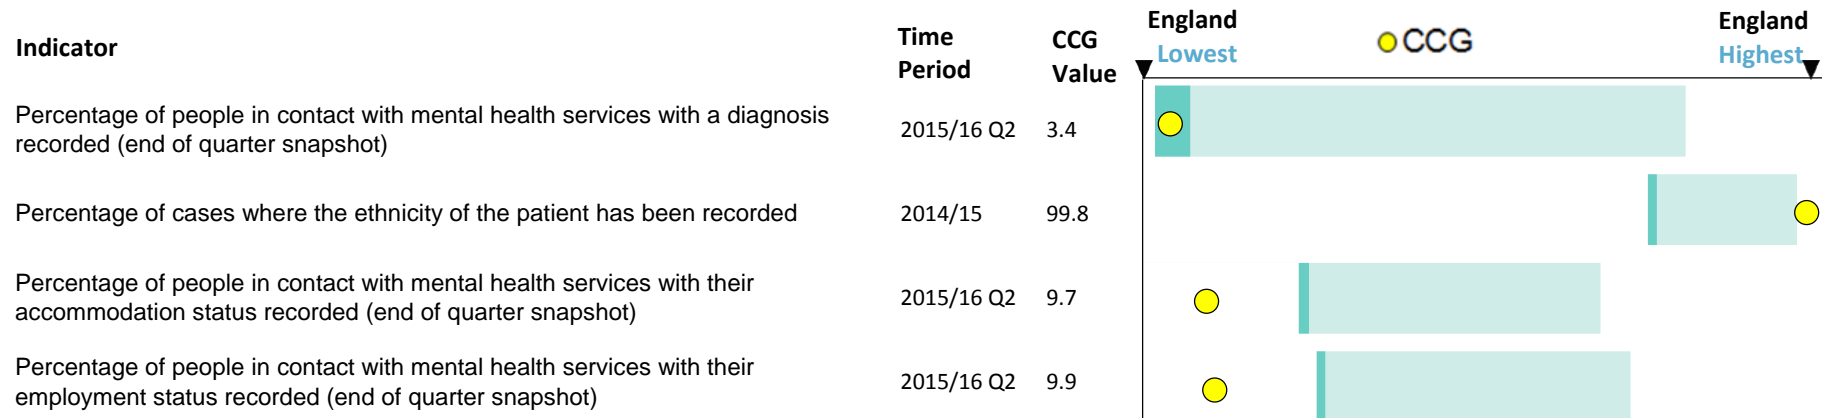 Indicator
Time
Period
CCG
Value
England
Lowest
CCG
England
Highest
Percentage of people in contact with mental health services with a diagnosis
recorded (end of quarter snapshot)
2015/16 Q2
3.4
Percentage of cases where the ethnicity of the patient has been recorded
2014/15
99.8
Percentage of people in contact with mental health services with their
accommodation status recorded (end of quarter snapshot)
2015/16 Q2
9.7
Percentage of people in contact with mental health services with their
employment status recorded (end of quarter snapshot)
2015/16 Q2
9.9